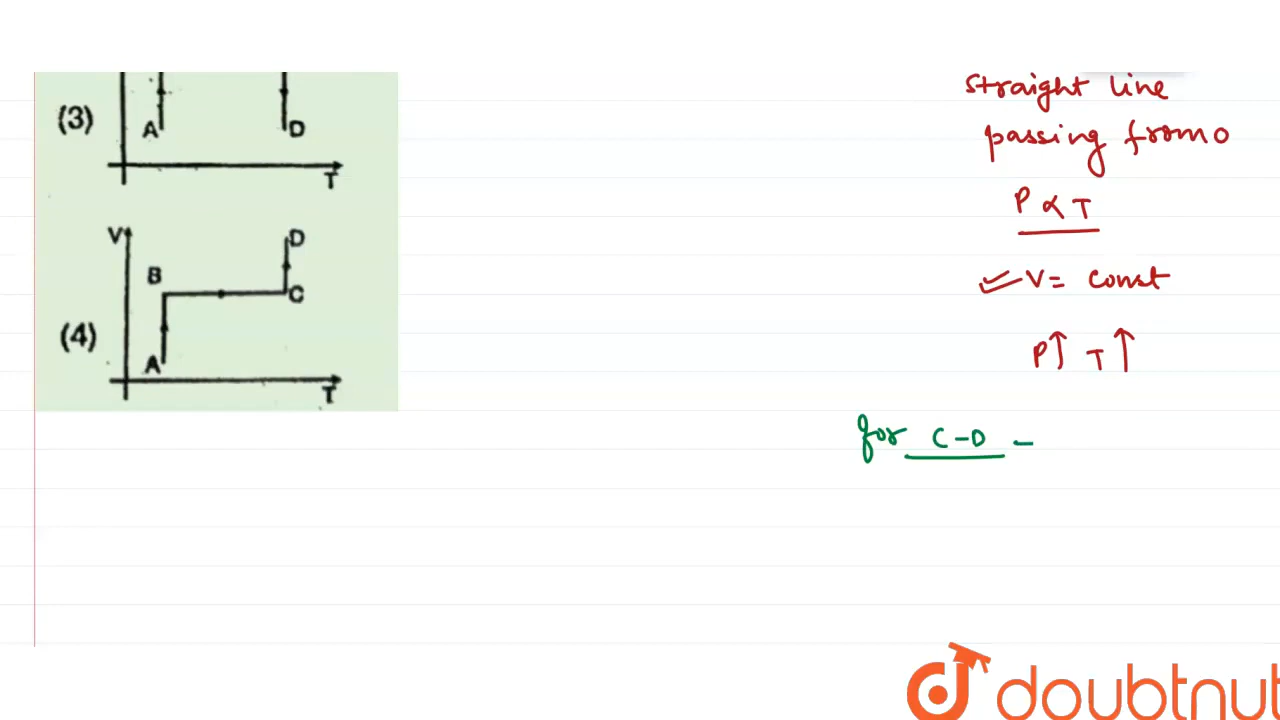 (3)
A
D
T
V
D
B
C
(4)
A
T
straight line
passing from o
P ∝ T
✓ V = const
P↑ T↑
for C-D -
doubtnut